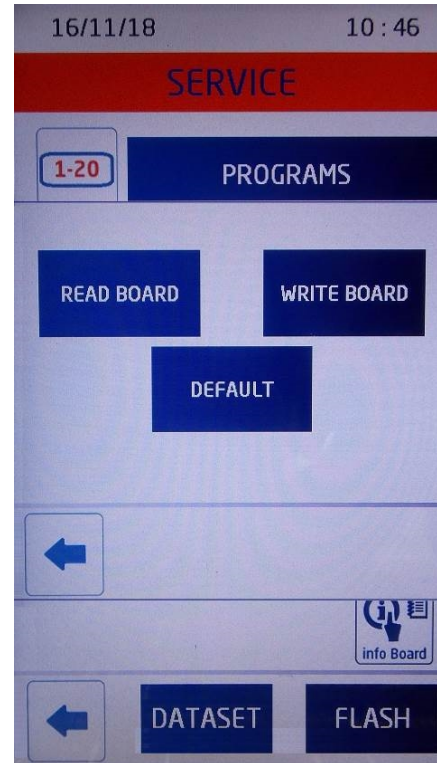 16/11/18 10:46
SERVICE
1-20 PROGRAMS
READ BOARD WRITE BOARD
DEFAULT
info Board
DATASET FLASH